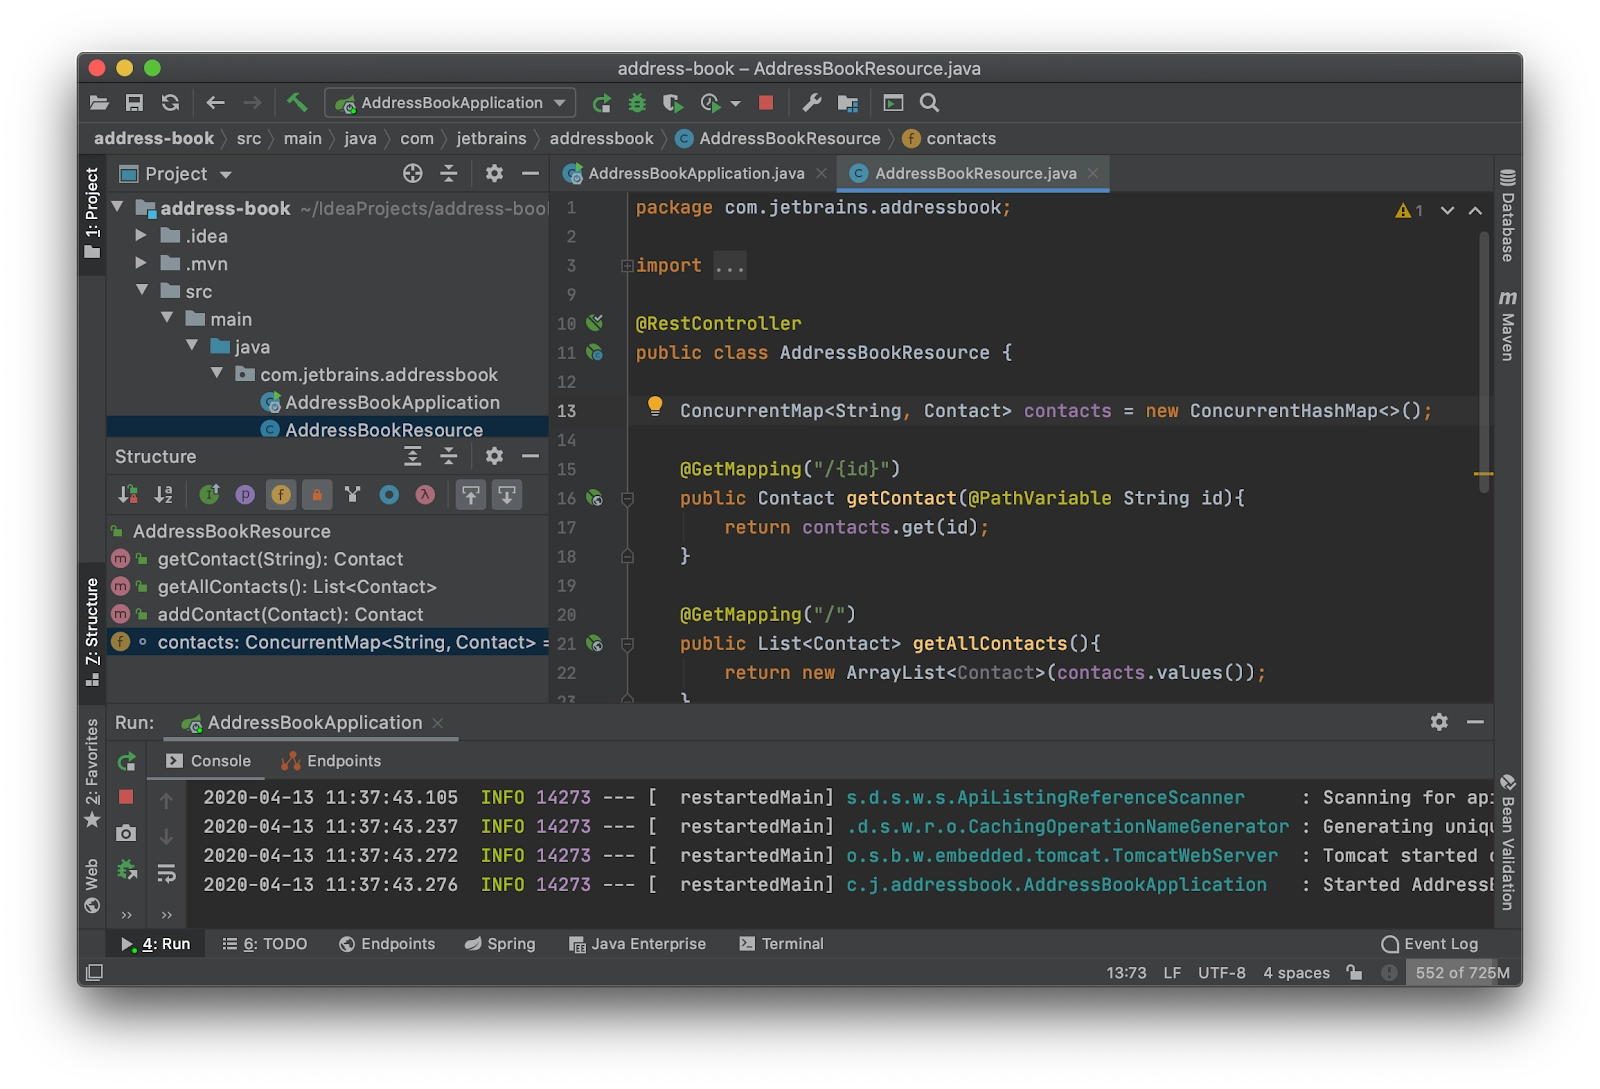 address-book – AddressBookResource.java
AddressBookApplication
address-book src main java com jetbrains addressbook AddressBookResource contacts
1: Project
Project
address-book ~/IdeaProjects/address-bool
.idea
.mvn
src
main
java
com.jetbrains.addressbook
AddressBookApplication
AddressBookResource
Structure
AddressBookResource
getContact(String): Contact
getAllContacts(): List<Contact>
addContact(Contact): Contact
contacts: ConcurrentMap<String, Contact> =
7: Structure
AddressBookApplication.java
AddressBookResource.java
1 package com.jetbrains.addressbook;
2
3 import ...
9
10 @RestController
11 public class AddressBookResource {
12
13 ConcurrentMap<String, Contact> contacts = new ConcurrentHashMap<>();
14
15 @GetMapping("/{id}")
16 public Contact getContact(@PathVariable String id){
17 return contacts.get(id);
18 }
19
20 @GetMapping("/")
21 public List<Contact> getAllContacts(){
22 return new ArrayList<Contact>(contacts.values());
23 }
1
Database
Maven
Bean Validation
2: Favorites
Web
Run: AddressBookApplication
Console Endpoints
2020-04-13 11:37:43.105 INFO 14273 --- [ restartedMain] s.d.s.w.s.ApiListingReferenceScanner : Scanning for api
2020-04-13 11:37:43.237 INFO 14273 --- [ restartedMain] .d.s.w.r.o.CachingOperationNameGenerator : Generating uniqu
2020-04-13 11:37:43.272 INFO 14273 --- [ restartedMain] o.s.b.w.embedded.tomcat.TomcatWebServer : Tomcat started o
2020-04-13 11:37:43.276 INFO 14273 --- [ restartedMain] c.j.addressbook.AddressBookApplication : Started AddressB
4: Run 6: TODO Endpoints Spring Java Enterprise Terminal Event Log
13:73 LF UTF-8 4 spaces 552 of 725M